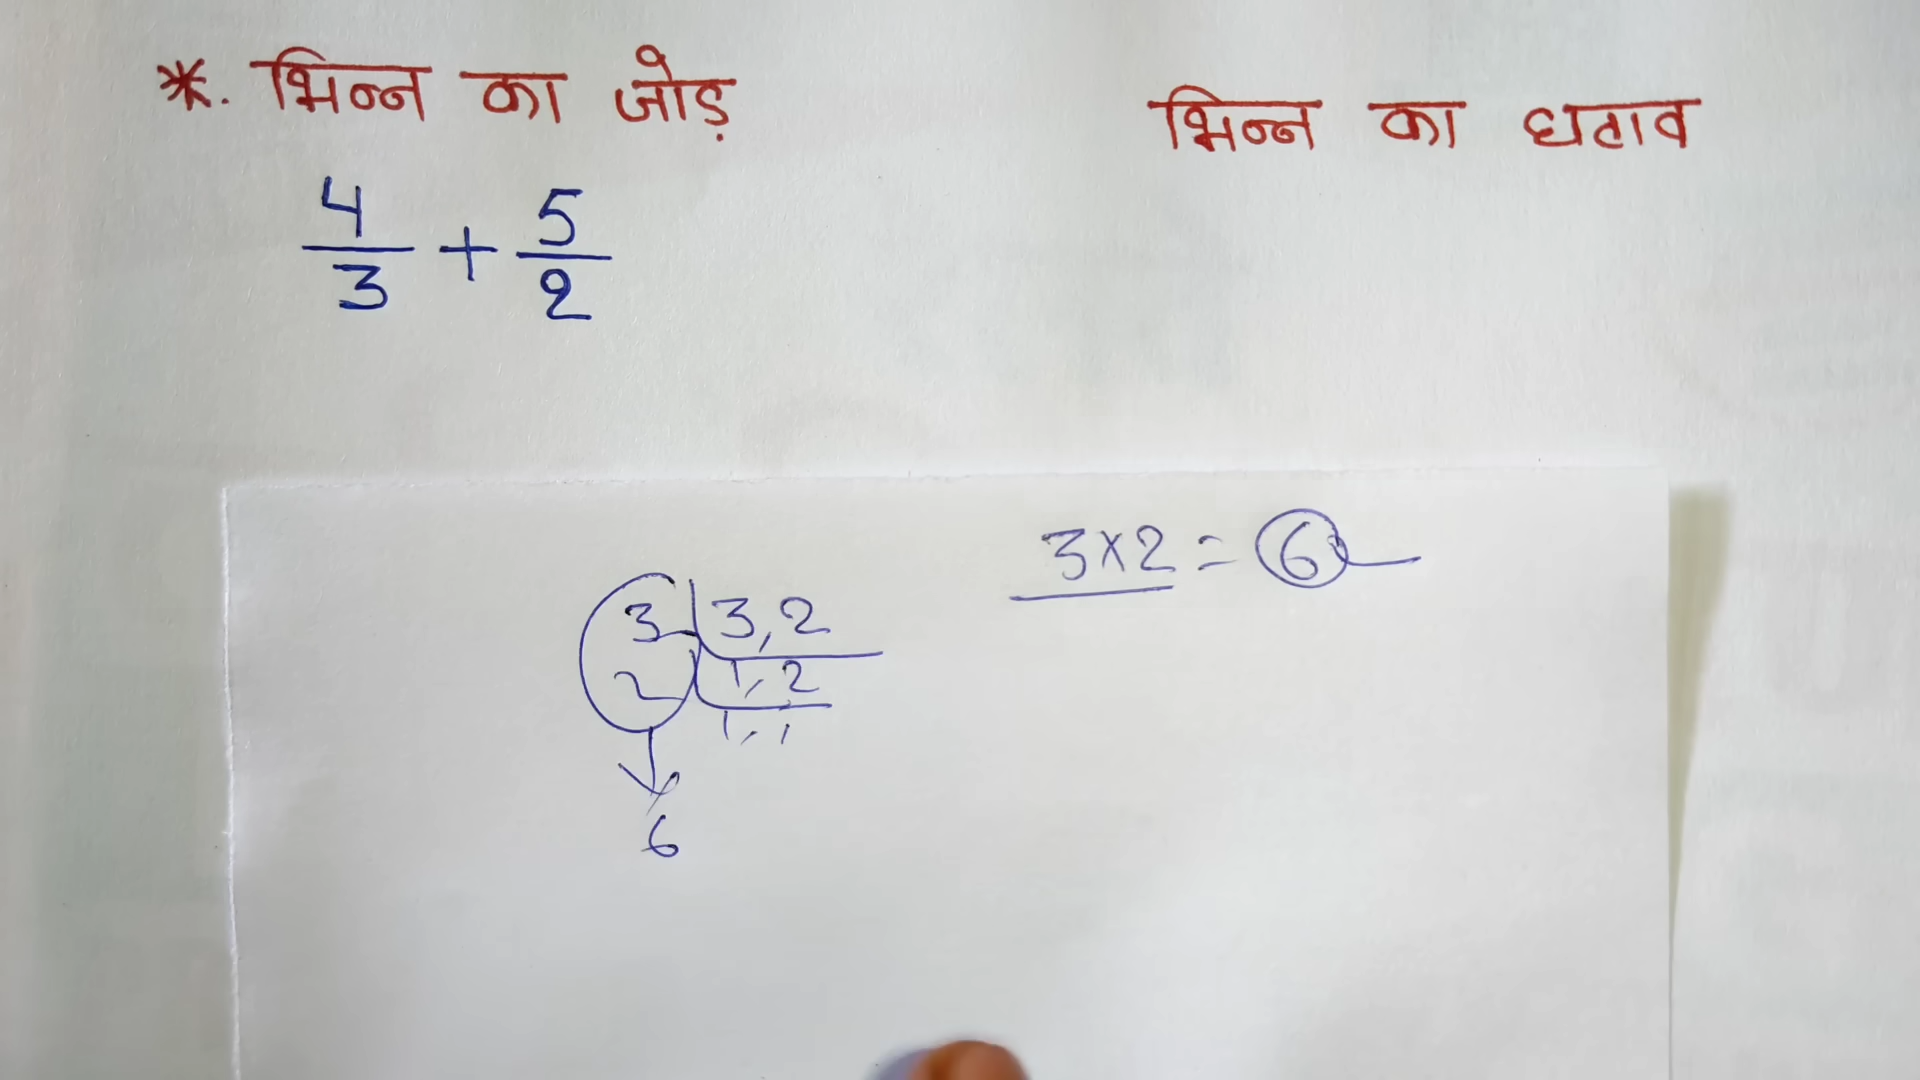 *. भिन्न का जोड़
भिन्न का घटाव
4/3 + 5/2
3 × 2 = 6
3 | 3, 2
2 | 1, 2
1, 1
6